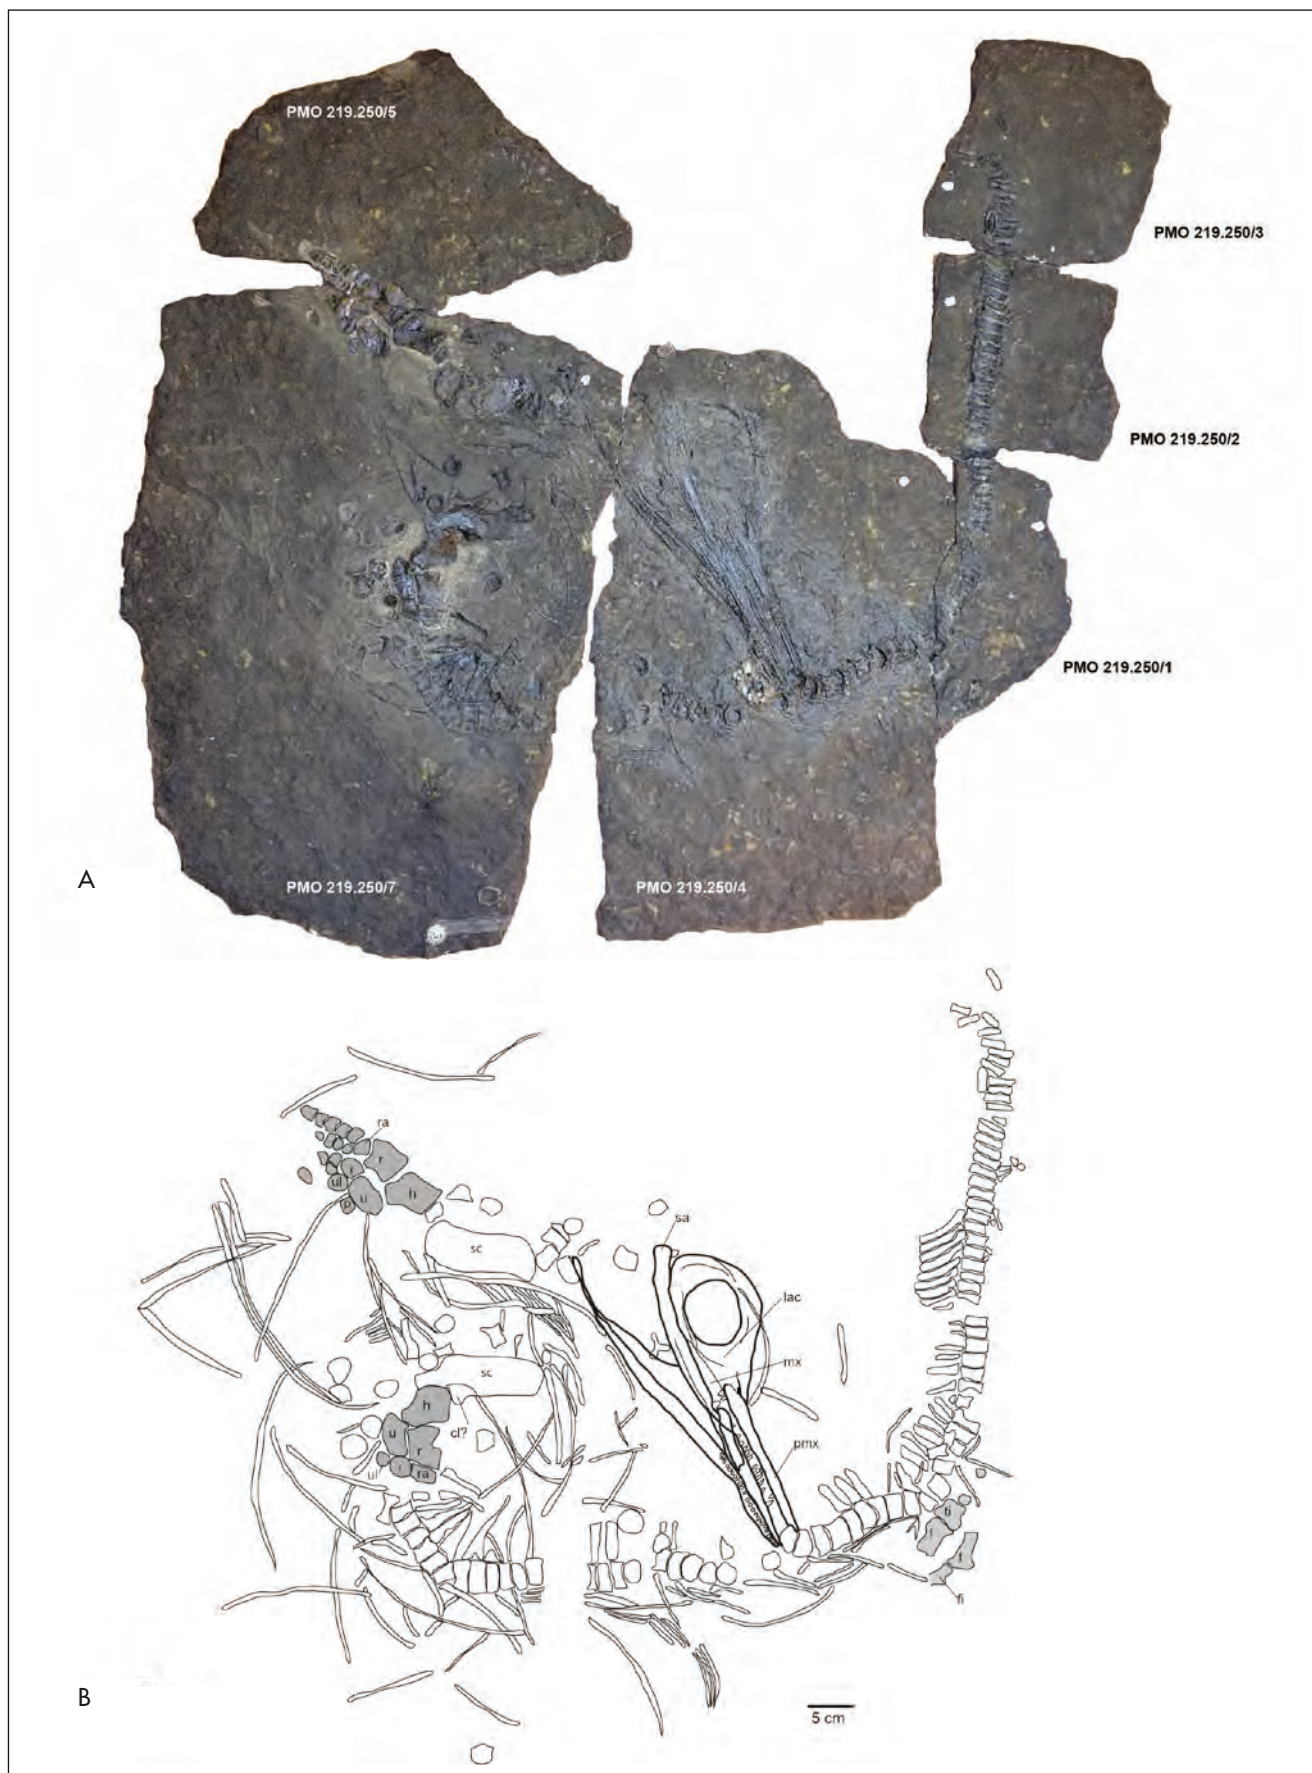 PMO 219.250/5
PMO 219.250/3
PMO 219.250/2
PMO 219.250/1
PMO 219.250/7
PMO 219.250/4
A
ra
r
i
ul
u
p
h
sc
sa
lac
mx
sc
h
cl?
u
r
ul
i
ra
pmx
ti
f
f
fi
5 cm
B